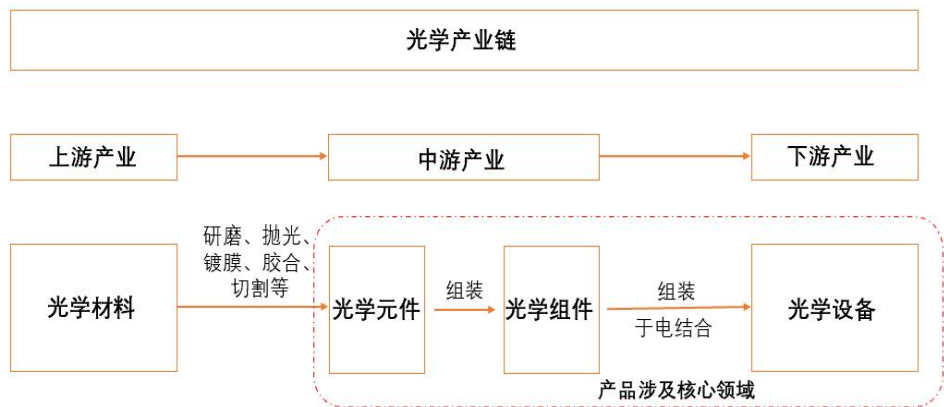 光学产业链
上游产业
中游产业
下游产业
光学材料
研磨、抛光、
镀膜、胶合、
切割等
光学元件
组装
光学组件
组装
于电结合
光学设备
产品涉及核心领域